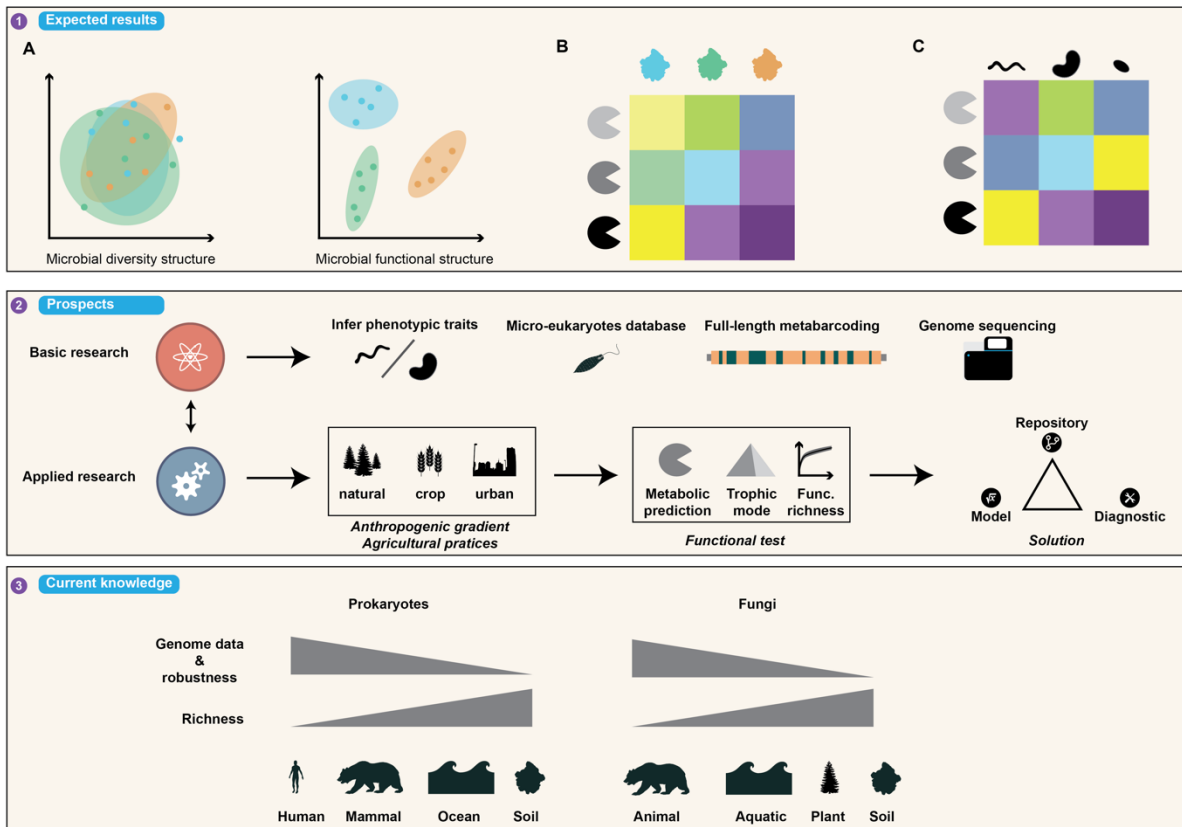 1 Expected results
A
B
C
Microbial diversity structure
Microbial functional structure
2 Prospects
Basic research
Infer phenotypic traits
Micro-eukaryotes database
Full-length metabarcoding
Genome sequencing
Applied research
natural
crop
urban
Anthropogenic gradient
Agricultural pratices
Metabolic
prediction
Trophic
mode
Func.
richness
Functional test
Repository
Model
Diagnostic
Solution
3 Current knowledge
Prokaryotes
Fungi
Genome data
&
robustness
Richness
Human
Mammal
Ocean
Soil
Animal
Aquatic
Plant
Soil